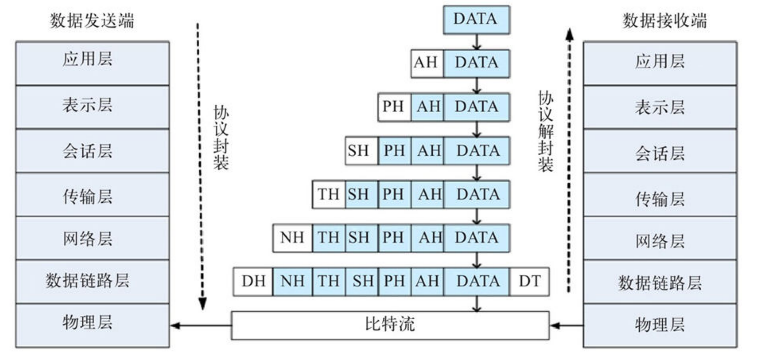 数据发送端
应用层
表示层
会话层
传输层
网络层
数据链路层
物理层
协议封装
DATA
AH DATA
PH AH DATA
SH PH AH DATA
TH SH PH AH DATA
NH TH SH PH AH DATA
DH NH TH SH PH AH DATA DT
比特流
协议解封装
数据接收端
应用层
表示层
会话层
传输层
网络层
数据链路层
物理层